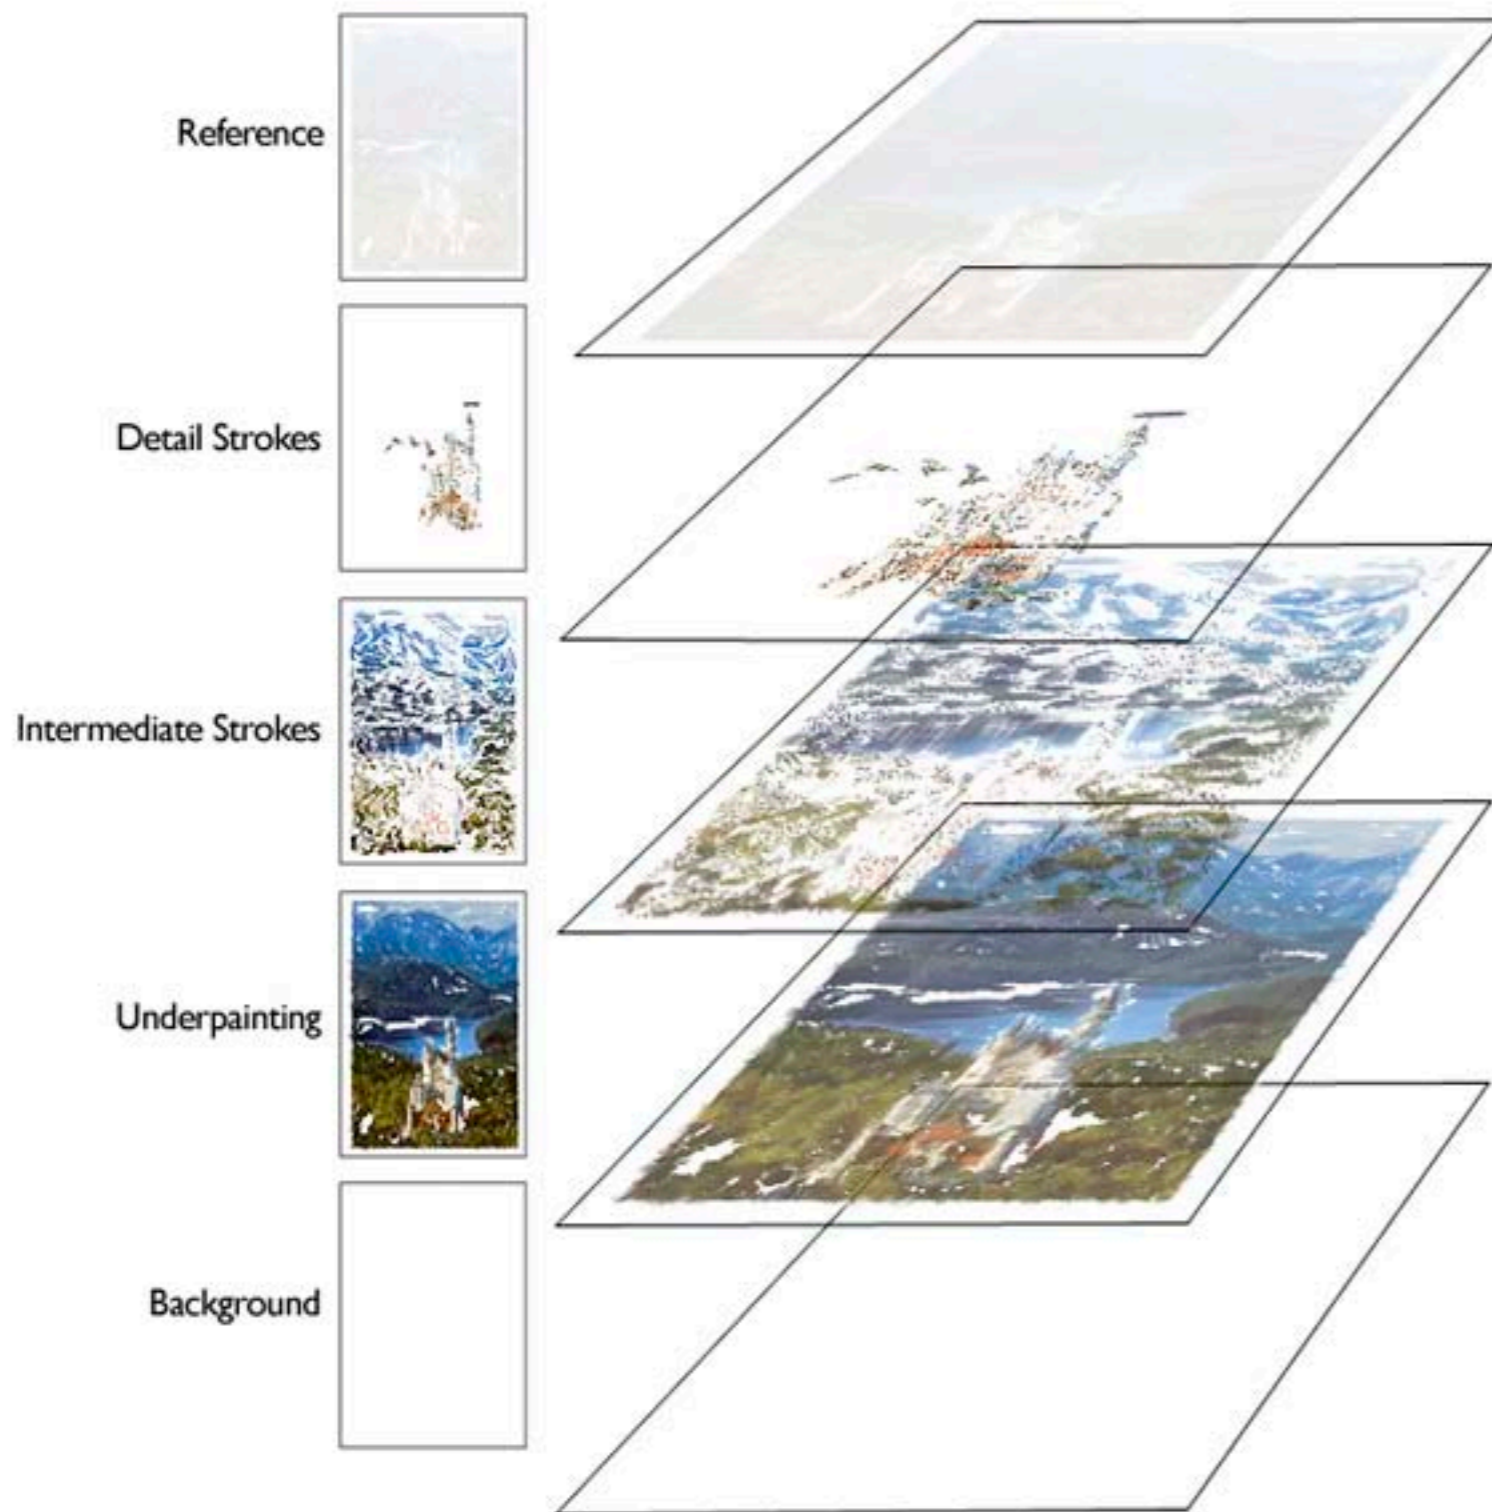 Reference
Detail Strokes
Intermediate Strokes
Underpainting
Background